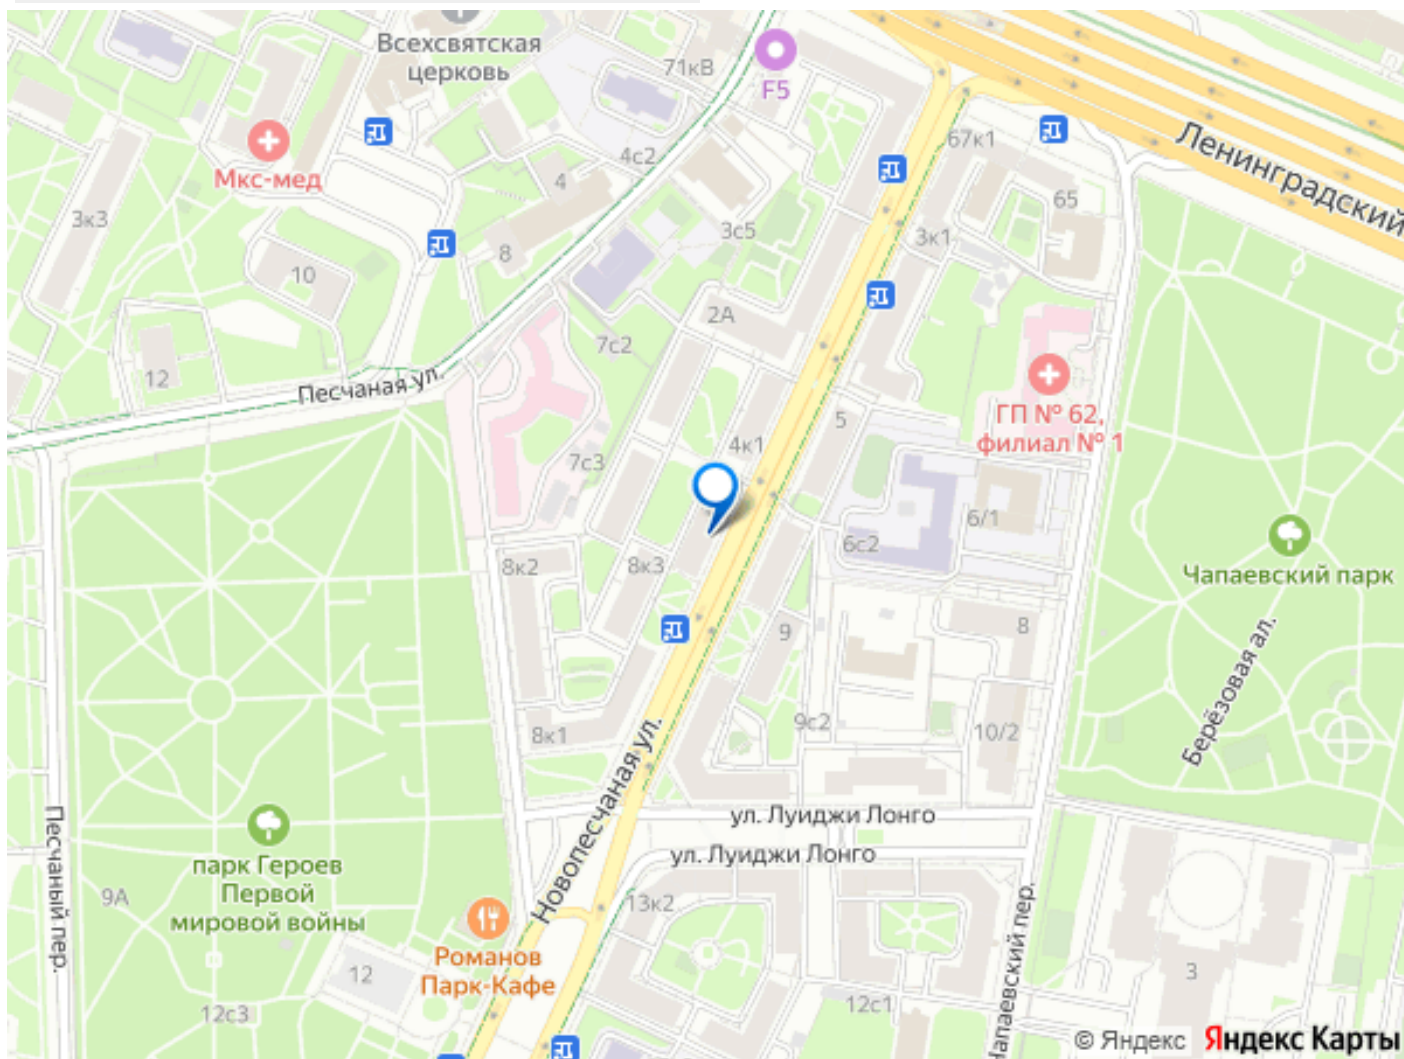 Всехсвятская
церковь
71кВ
F5
67к1
Ленинградский
Мкс-мед
4с2
4
65
3к3
3с5
3к1
8
10
2А
7с2
12
Песчаная ул.
ГП № 62,
филиал № 1
5
4к1
7с3
6/1
6с2
8к2
8к3
Чапаевский парк
9
8
Берёзовая ал.
9с2
10/2
8к1
Новопесчаная ул.
ул. Луиджи Лонго
ул. Луиджи Лонго
Песчаный пер.
парк Героев
Первой
мировой войны
9А
13к2
Чапаевский пер.
Романов
Парк-Кафе
12
12с3
12с1
3
© Яндекс Яндекс Карты